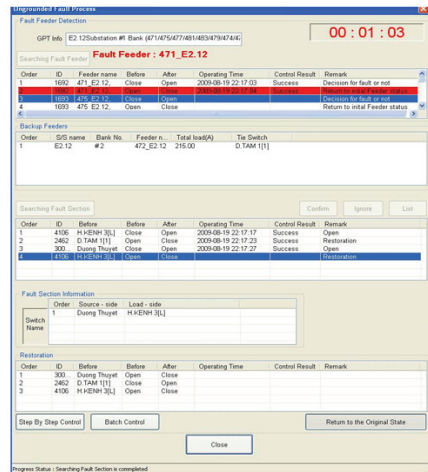 Ungrounded Fault Process
Fault Feeder Detection
GPT Info E2.12Substation #1 Bank (471/475/477/481/483/479/474/4
00 : 01 : 03
Searching Fault Feeder Fault Feeder : 471_E2.12
Order ID Feeder name Before After Operating Time Control Result Remark
1 1692 471_E2.12, Close Open 2009-08-19 22:17:03 Success Decision for fault or not
2 1692 471_E2.12, Open Close 2009-08-19 22:17:04 Success Return to inital Feeder status
3 1693 475_E2.12, Close Open Decision for fault or not
4 1693 475_E2.12, Open Close Return to inital Feeder status
Backup Feeders
Order S/S name Bank No. Feeder n... Total load(A) Tie Switch
1 E2.12 #2 472_E2.12 215.00 D.TAM 1[1]
Searching Fault Section Confirm Ignore List
Order ID Before Before After Operating Time Control Result Remark
1 4106 H.KENH 3[L] Close Open 2009-08-19 22:17:17 Success Open
2 2462 D.TAM 1[1] Close Open 2009-08-19 22:17:23 Success Restoration
3 300... Duong Thuyet Open Close 2009-08-19 22:17:27 Success Restoration
4 4106 H.KENH 3[L] Open Close Restoration
Fault Section Information
Order Source - side Load - side
Switch Name
1 Duong Thuyet H.KENH 3[L]
Restoration
Order ID Before Before After Operating Time Control Result Remark
1 300... Duong Thuyet Open Close
2 2462 D.TAM 1[1] Close Open
3 4106 H.KENH 3[L] Open Close
Step By Step Control Batch Control Return to the Original State
Close
Progress Status : Searching Fault Section is commpleted